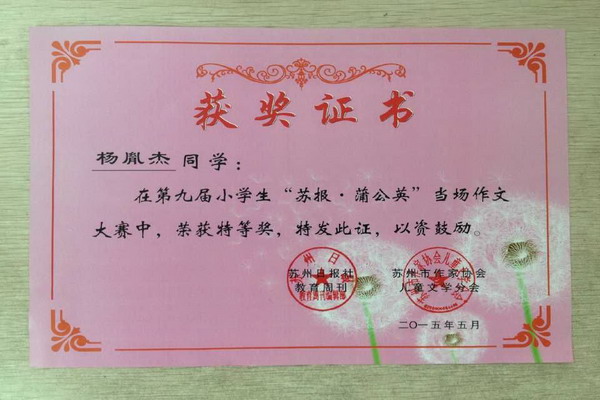 获奖证书
杨胤杰 同学：
在第九届小学生“苏报·蒲公英”当场作文
大赛中，荣获特等奖，特发此证，以资鼓励。
苏州日报社 苏州市作家协会
教育周刊 儿童文学分会
二〇一五年五月